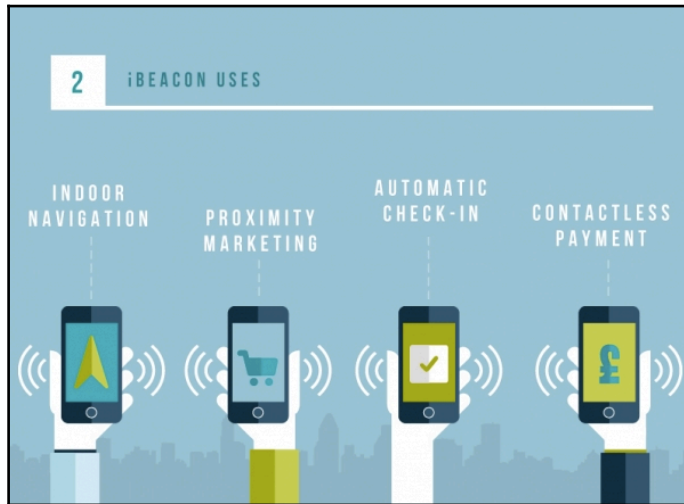 2
iBEACON USES
INDOOR
NAVIGATION
PROXIMITY
MARKETING
AUTOMATIC
CHECK-IN
CONTACTLESS
PAYMENT
£